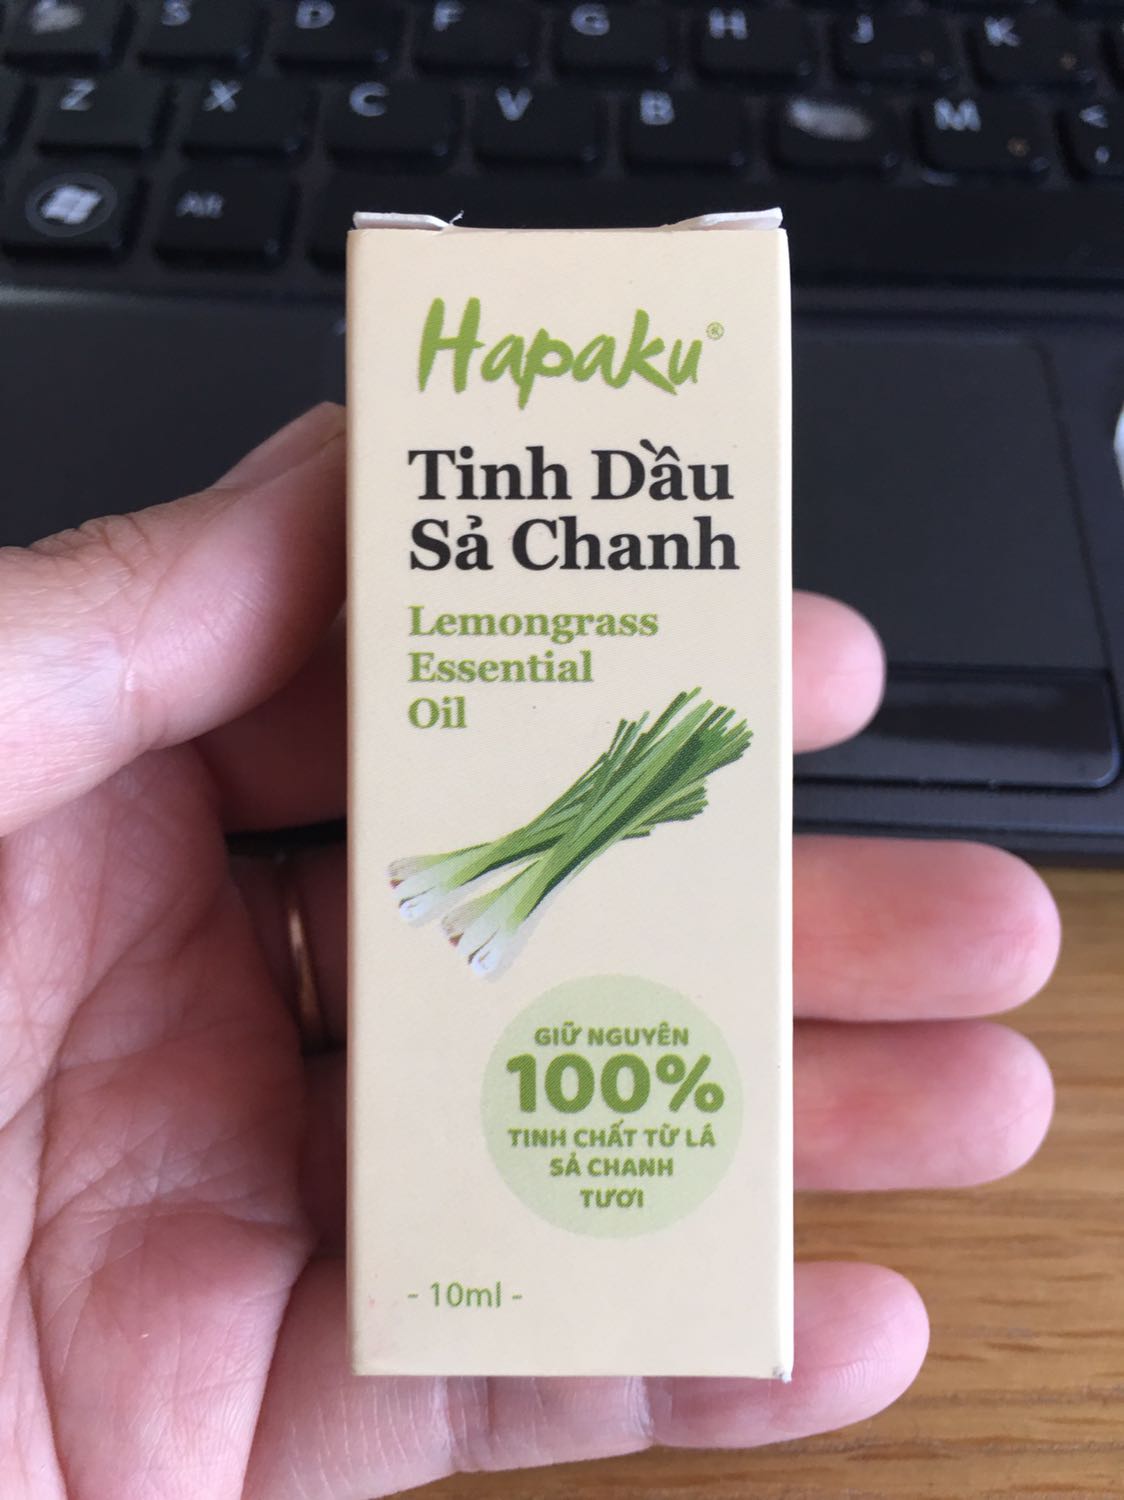 S D F G H J K
Z X C V B M <
Alt ,
Hapaku®
Tinh Dầu
Sả Chanh
Lemongrass
Essential
Oil
GIỮ NGUYÊN
100%
TINH CHẤT TỪ LÁ
SẢ CHANH
TƯƠI
- 10ml -